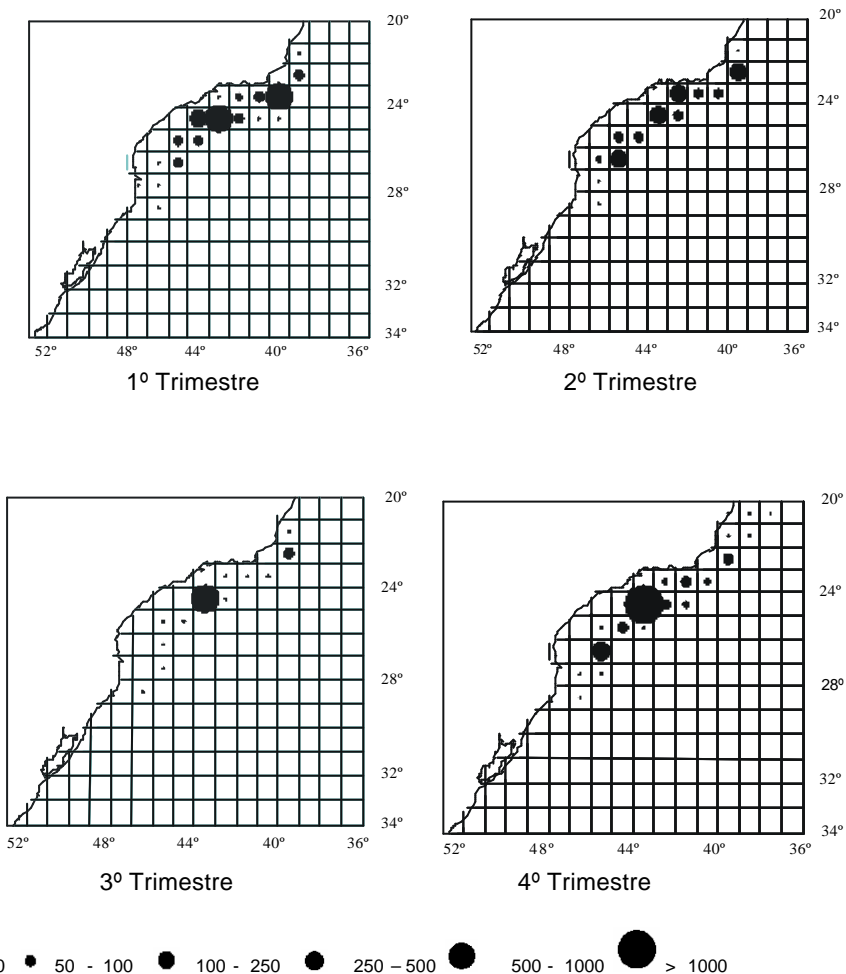 20º 20º
24º 24º
28º 28º
32º 32º
34º 34º
52º 48º 44º 40º 36º 52º 48º 44º 40º 36º
1º Trimestre 2º Trimestre
20º 20º
24º 24º
28º 28º
32º 32º
34º 34º
52º 48º 44º 40º 36º 52º 48º 44º 40º 36º
3º Trimestre 4º Trimestre
0 50 - 100 100 - 250 250 – 500 500 - 1000 > 1000